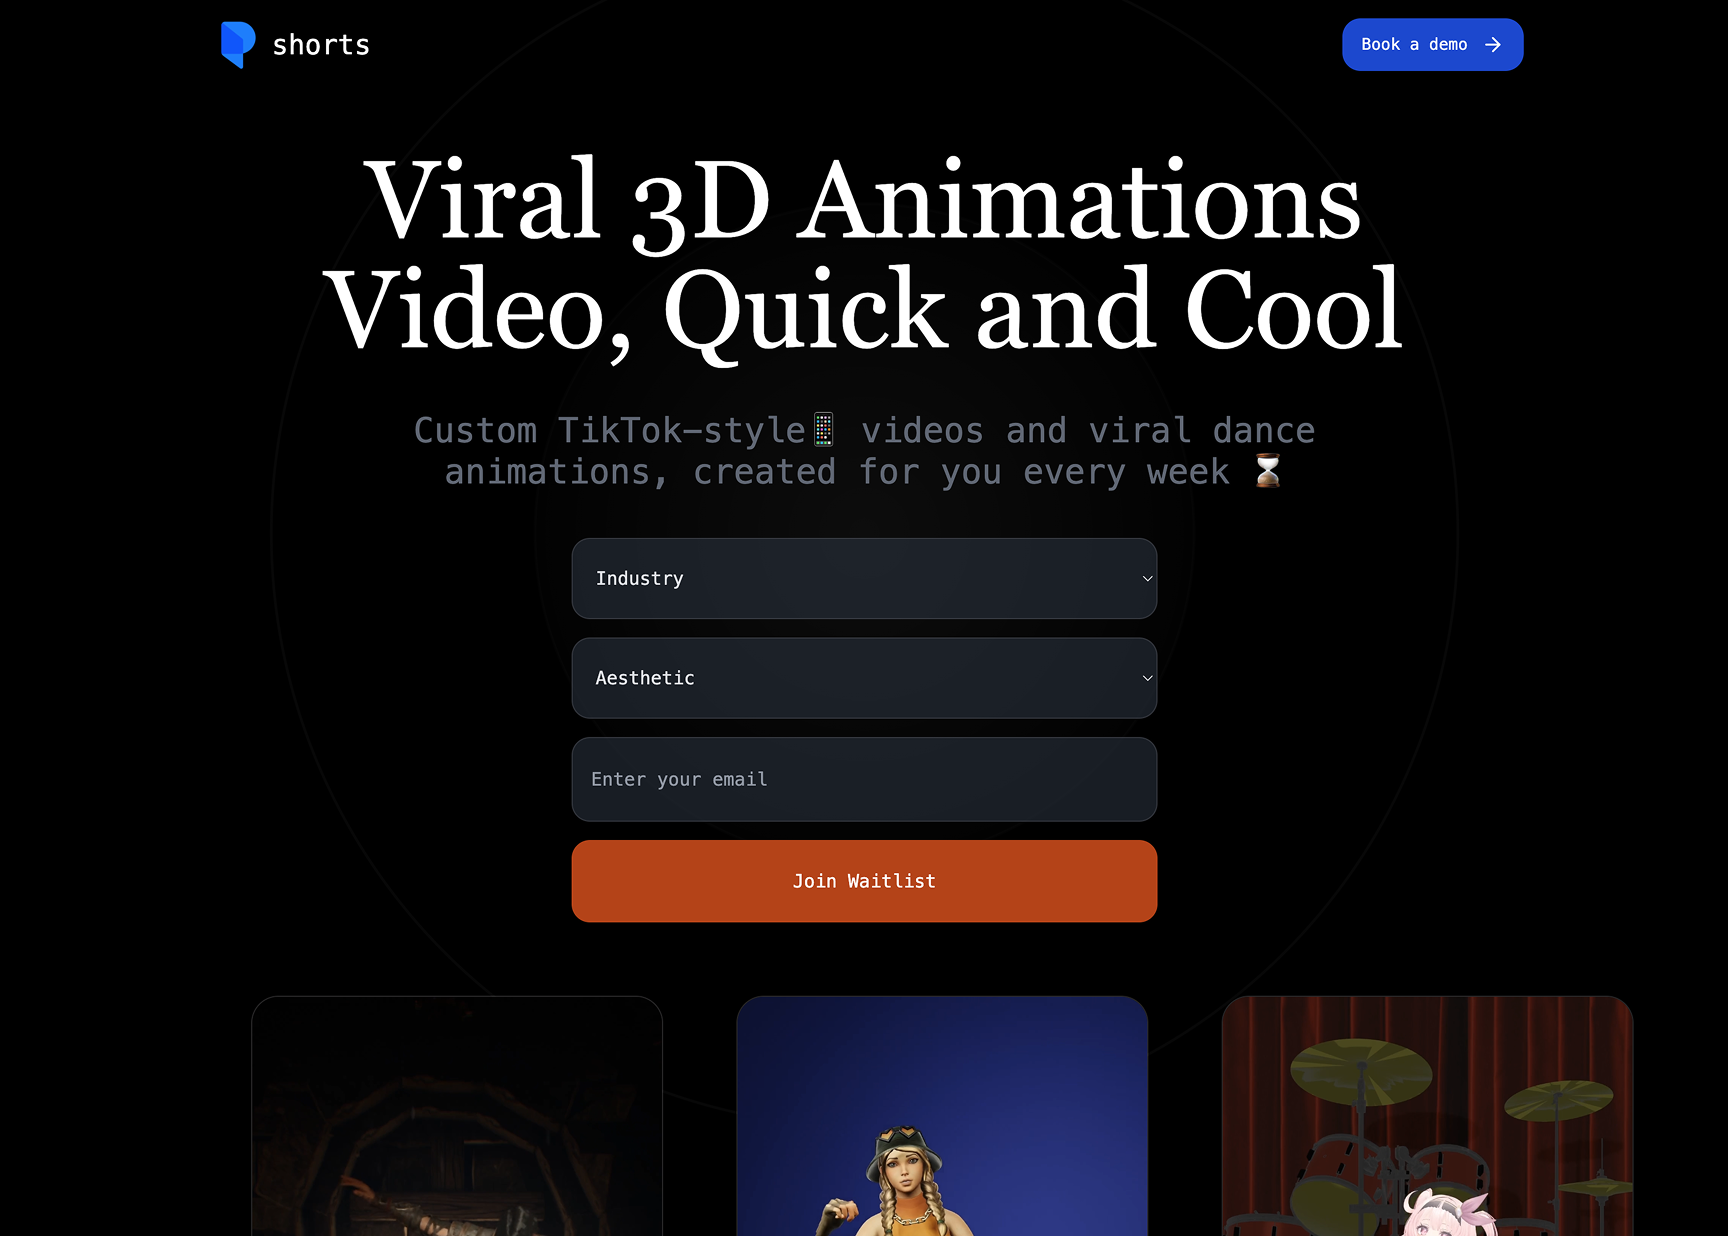 shorts
Book a demo
Viral 3D Animations
Video, Quick and Cool
Custom TikTok-style📱 videos and viral dance
animations, created for you every week ⏳
Industry
Aesthetic
Enter your email
Join Waitlist